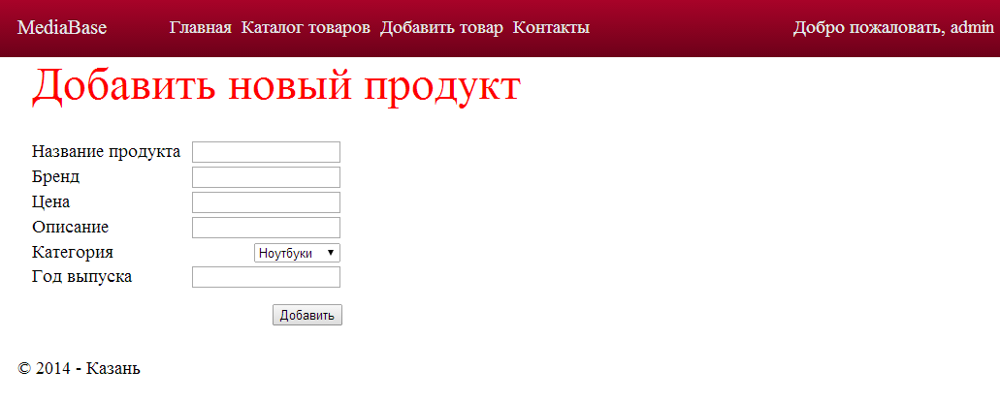 MediaBase Главная Каталог товаров Добавить товар Контакты Добро пожаловать, admin
Добавить новый продукт
Название продукта
Бренд
Цена
Описание
Категория Ноутбуки
Год выпуска
Добавить
© 2014 - Казань